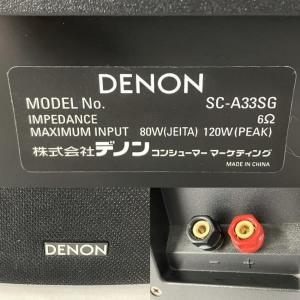 DENON
MODEL No. SC-A33SG
IMPEDANCE 6Ω
MAXIMUM INPUT 80W(JEITA) 120W(PEAK)
株式会社デノン コンシューマー マーケティング
MADE IN CHINA
DENON
− +